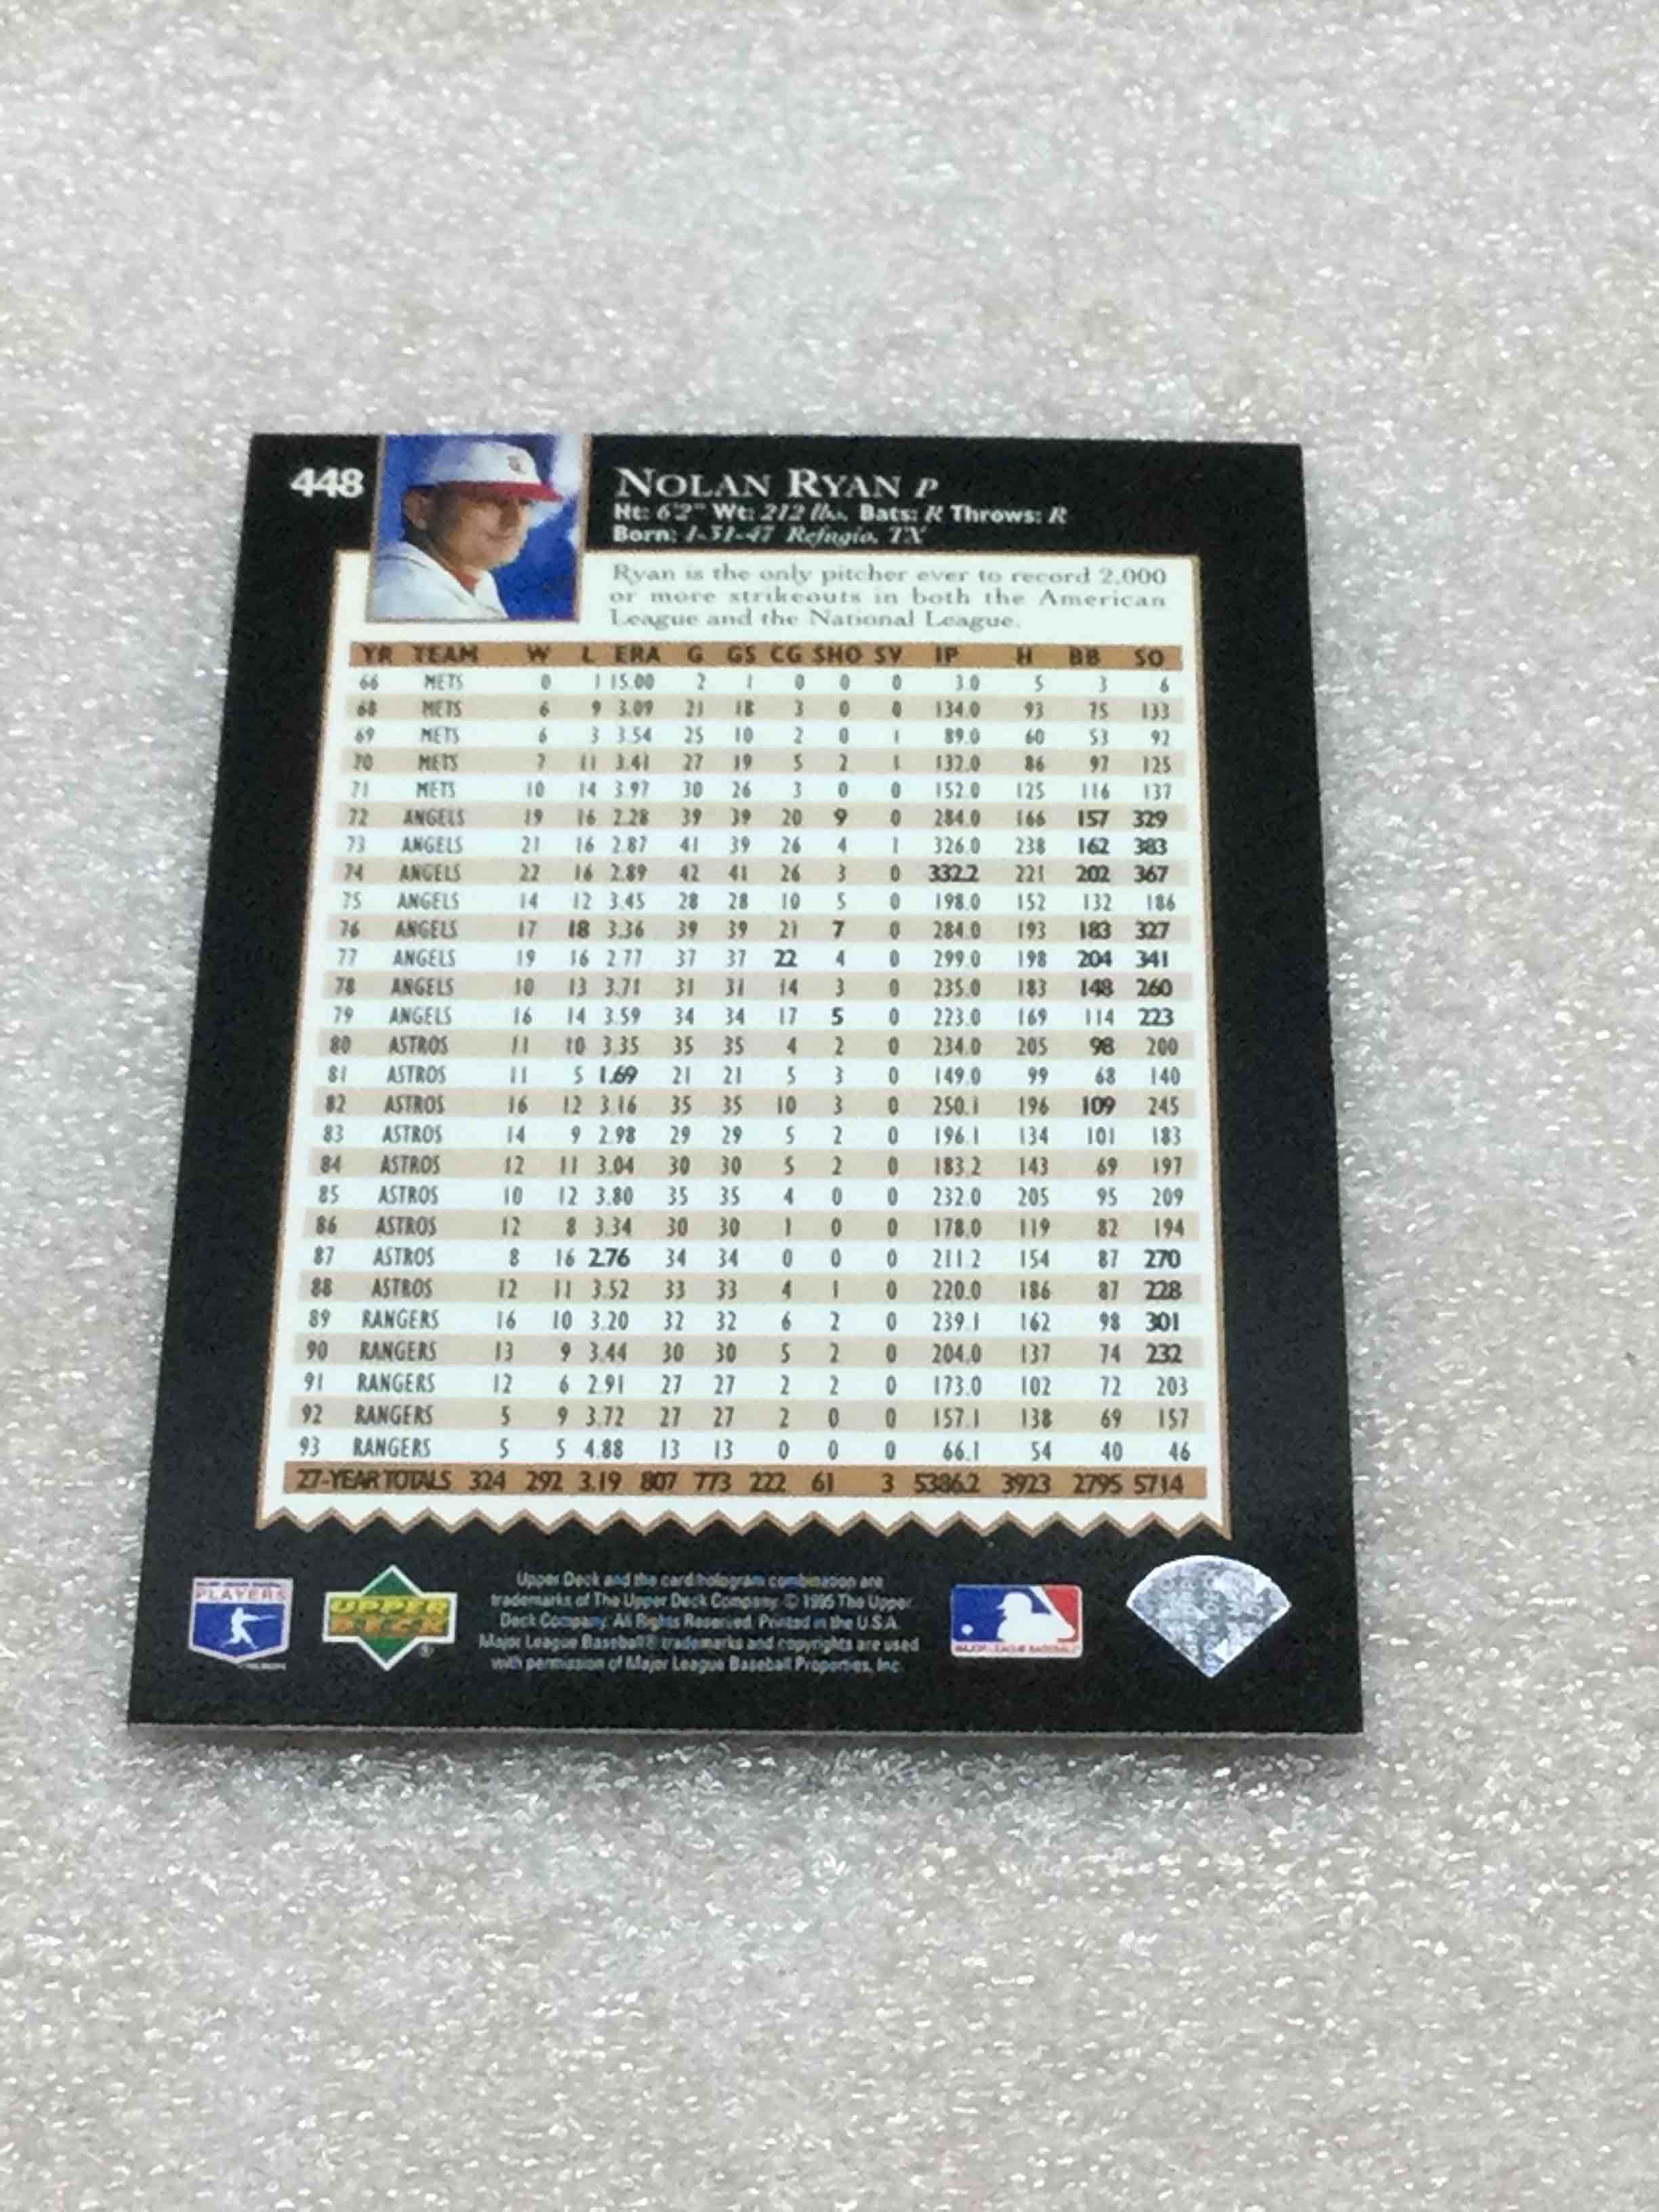 448
NOLAN RYAN P
Ht: 6'2" Wt: 212 lbs. Bats: R Throws: R
Born: 1-31-47 Refugio, TX
Ryan is the only pitcher ever to record 2,000
or more strikeouts in both the American
League and the National League.
YR TEAM W L ERA G GS CG SHO SV IP H BB SO
66 METS 0 1 15.00 2 1 0 0 0 3.0 5 3 6
68 METS 6 9 3.09 21 18 3 0 0 134.0 93 75 133
69 METS 6 3 3.54 25 10 2 0 1 89.0 60 53 92
70 METS 7 11 3.41 27 19 5 2 1 132.0 86 97 125
71 METS 10 14 3.97 30 26 3 0 0 152.0 125 116 137
72 ANGELS 19 16 2.28 39 39 20 9 0 284.0 166 157 329
73 ANGELS 21 16 2.87 41 39 26 4 1 326.0 238 162 383
74 ANGELS 22 16 2.89 42 41 26 3 0 332.2 221 202 367
75 ANGELS 14 12 3.45 28 28 10 5 0 198.0 152 132 186
76 ANGELS 17 18 3.36 39 39 21 7 0 284.0 193 183 327
77 ANGELS 19 16 2.77 37 37 22 4 0 299.0 198 204 341
78 ANGELS 10 13 3.71 31 31 14 3 0 235.0 183 148 260
79 ANGELS 16 14 3.59 34 34 17 5 0 223.0 169 114 223
80 ASTROS 11 10 3.35 35 35 4 2 0 234.0 205 98 200
81 ASTROS 11 5 1.69 21 21 5 3 0 149.0 99 68 140
82 ASTROS 16 12 3.16 35 35 10 3 0 250.1 196 109 245
83 ASTROS 14 9 2.98 29 29 5 2 0 196.1 134 101 183
84 ASTROS 12 11 3.04 30 30 5 2 0 183.2 143 69 197
85 ASTROS 10 12 3.80 35 35 4 0 0 232.0 205 95 209
86 ASTROS 12 8 3.34 30 30 1 0 0 178.0 119 82 194
87 ASTROS 8 16 2.76 34 34 0 0 0 211.2 154 87 270
88 ASTROS 12 11 3.52 33 33 4 1 0 220.0 186 87 228
89 RANGERS 16 10 3.20 32 32 6 2 0 239.1 162 98 301
90 RANGERS 13 9 3.44 30 30 5 2 0 204.0 137 74 232
91 RANGERS 12 6 2.91 27 27 2 2 0 173.0 102 72 203
92 RANGERS 5 9 3.72 27 27 2 0 0 157.1 138 69 157
93 RANGERS 5 5 4.88 13 13 0 0 0 66.1 54 40 46
27-YEAR TOTALS 324 292 3.19 807 773 222 61 3 5386.2 3923 2795 5714
PLAYERS
UPPER
DECK
Upper Deck and the card/hologram combination are
trademarks of The Upper Deck Company. © 1995 The Upper
Deck Company. All Rights Reserved. Printed in the U.S.A.
Major League Baseball® trademarks and copyrights are used
with permission of Major League Baseball Properties, Inc.
MAJOR LEAGUE BASEBALL